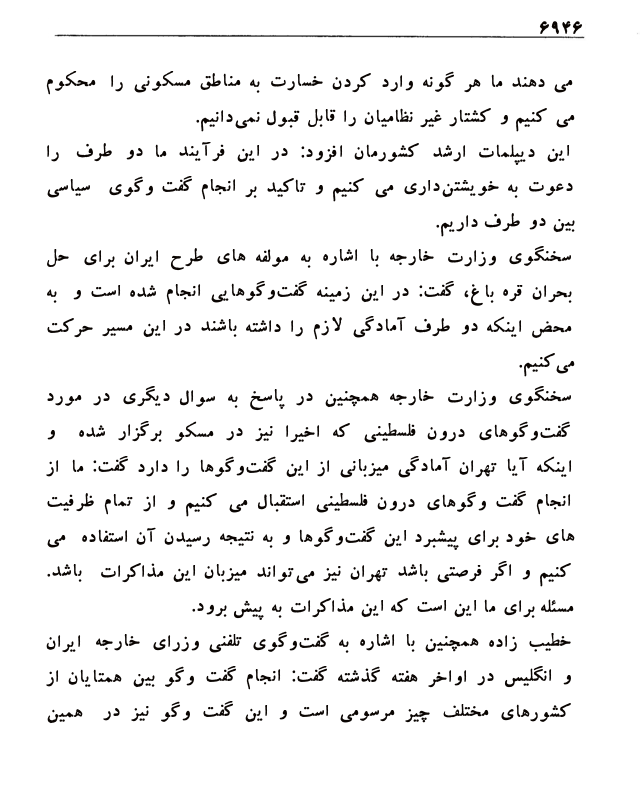 ۶۹۴۶
می دهند ما هر گونه وارد کردن خسارت به مناطق مسکونی را محکوم
می کنیم و کشتار غیر نظامیان را قابل قبول نمی‌دانیم.
این دیپلمات ارشد کشورمان افزود: در این فرآیند ما دو طرف را
دعوت به خویشتن‌داری می کنیم و تاکید بر انجام گفت وگوی سیاسی
بین دو طرف داریم.
سخنگوی وزارت خارجه با اشاره به مولفه های طرح ایران برای حل
بحران قره باغ، گفت: در این زمینه گفت‌وگوهایی انجام شده است و به
محض اینکه دو طرف آمادگی لازم را داشته باشند در این مسیر حرکت
می‌کنیم.
سخنگوی وزارت خارجه همچنین در پاسخ به سوال دیگری در مورد
گفت‌وگوهای درون فلسطینی که اخیرا نیز در مسکو برگزار شده و
اینکه آیا تهران آمادگی میزبانی از این گفت‌وگوها را دارد گفت: ما از
انجام گفت وگوهای درون فلسطینی استقبال می کنیم و از تمام ظرفیت
های خود برای پیشبرد این گفت‌وگوها و به نتیجه رسیدن آن استفاده می
کنیم و اگر فرصتی باشد تهران نیز می‌تواند میزبان این مذاکرات باشد.
مسئله برای ما این است که این مذاکرات به پیش برود.
خطیب زاده همچنین با اشاره به گفت‌وگوی تلفنی وزرای خارجه ایران
و انگلیس در اواخر هفته گذشته گفت: انجام گفت وگو بین همتایان از
کشورهای مختلف چیز مرسومی است و این گفت وگو نیز در همین